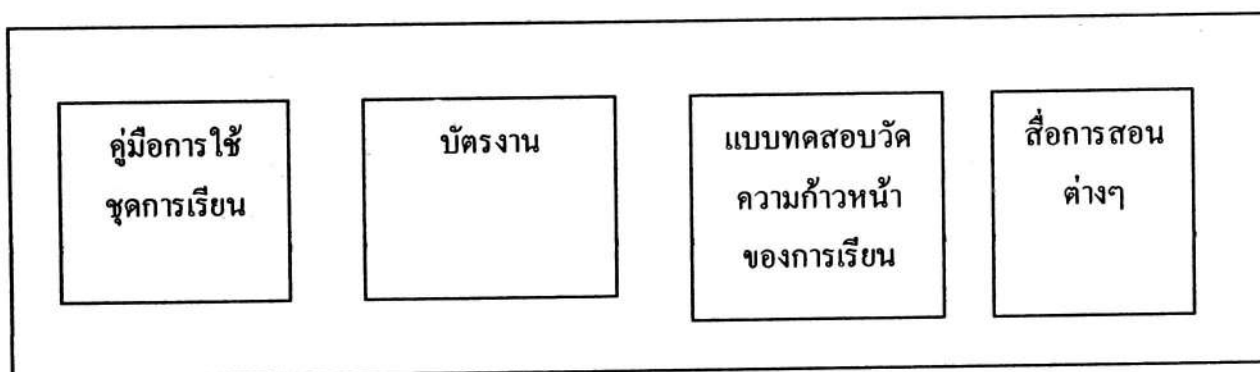 คู่มือการใช้
ชุดการเรียน
บัตรงาน
แบบทดสอบวัด
ความก้าวหน้า
ของการเรียน
สื่อการสอน
ต่างๆ